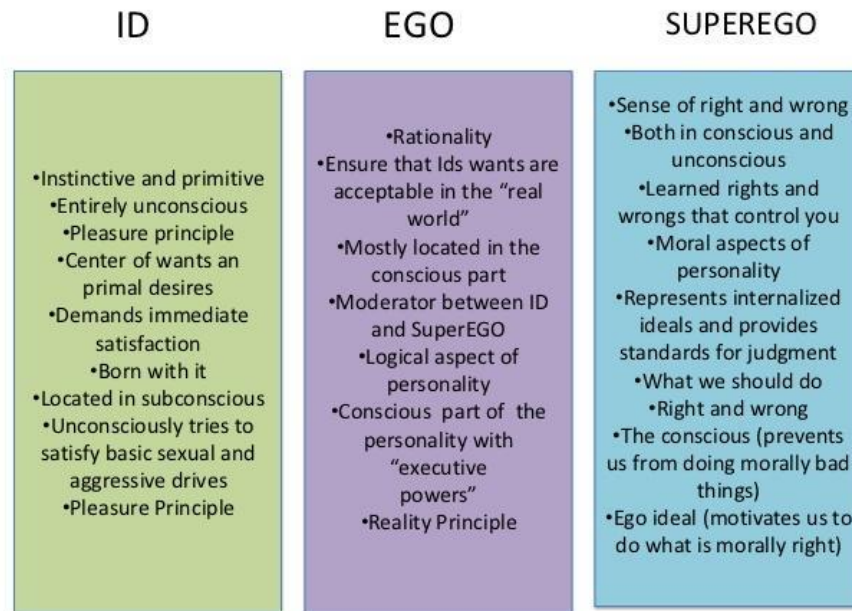 ID
EGO
SUPEREGO
•Instinctive and primitive
•Entirely unconscious
•Pleasure principle
•Center of wants an
primal desires
•Demands immediate
satisfaction
•Born with it
•Located in subconscious
•Unconsciously tries to
satisfy basic sexual and
aggressive drives
•Pleasure Principle
•Rationality
•Ensure that Ids wants are
acceptable in the “real
world”
•Mostly located in the
conscious part
•Moderator between ID
and SuperEGO
•Logical aspect of
personality
•Conscious part of the
personality with
“executive
powers”
•Reality Principle
•Sense of right and wrong
•Both in conscious and
unconscious
•Learned rights and
wrongs that control you
•Moral aspects of
personality
•Represents internalized
ideals and provides
standards for judgment
•What we should do
•Right and wrong
•The conscious (prevents
us from doing morally bad
things)
•Ego ideal (motivates us to
do what is morally right)